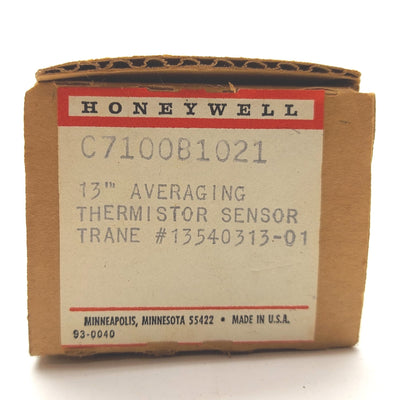 HONEYWELL
C7100B1021
13" AVERAGING
THERMISTOR SENSOR
TRANE #13540313-01
MINNEAPOLIS, MINNESOTA 55422 • MADE IN U.S.A.
93-0040